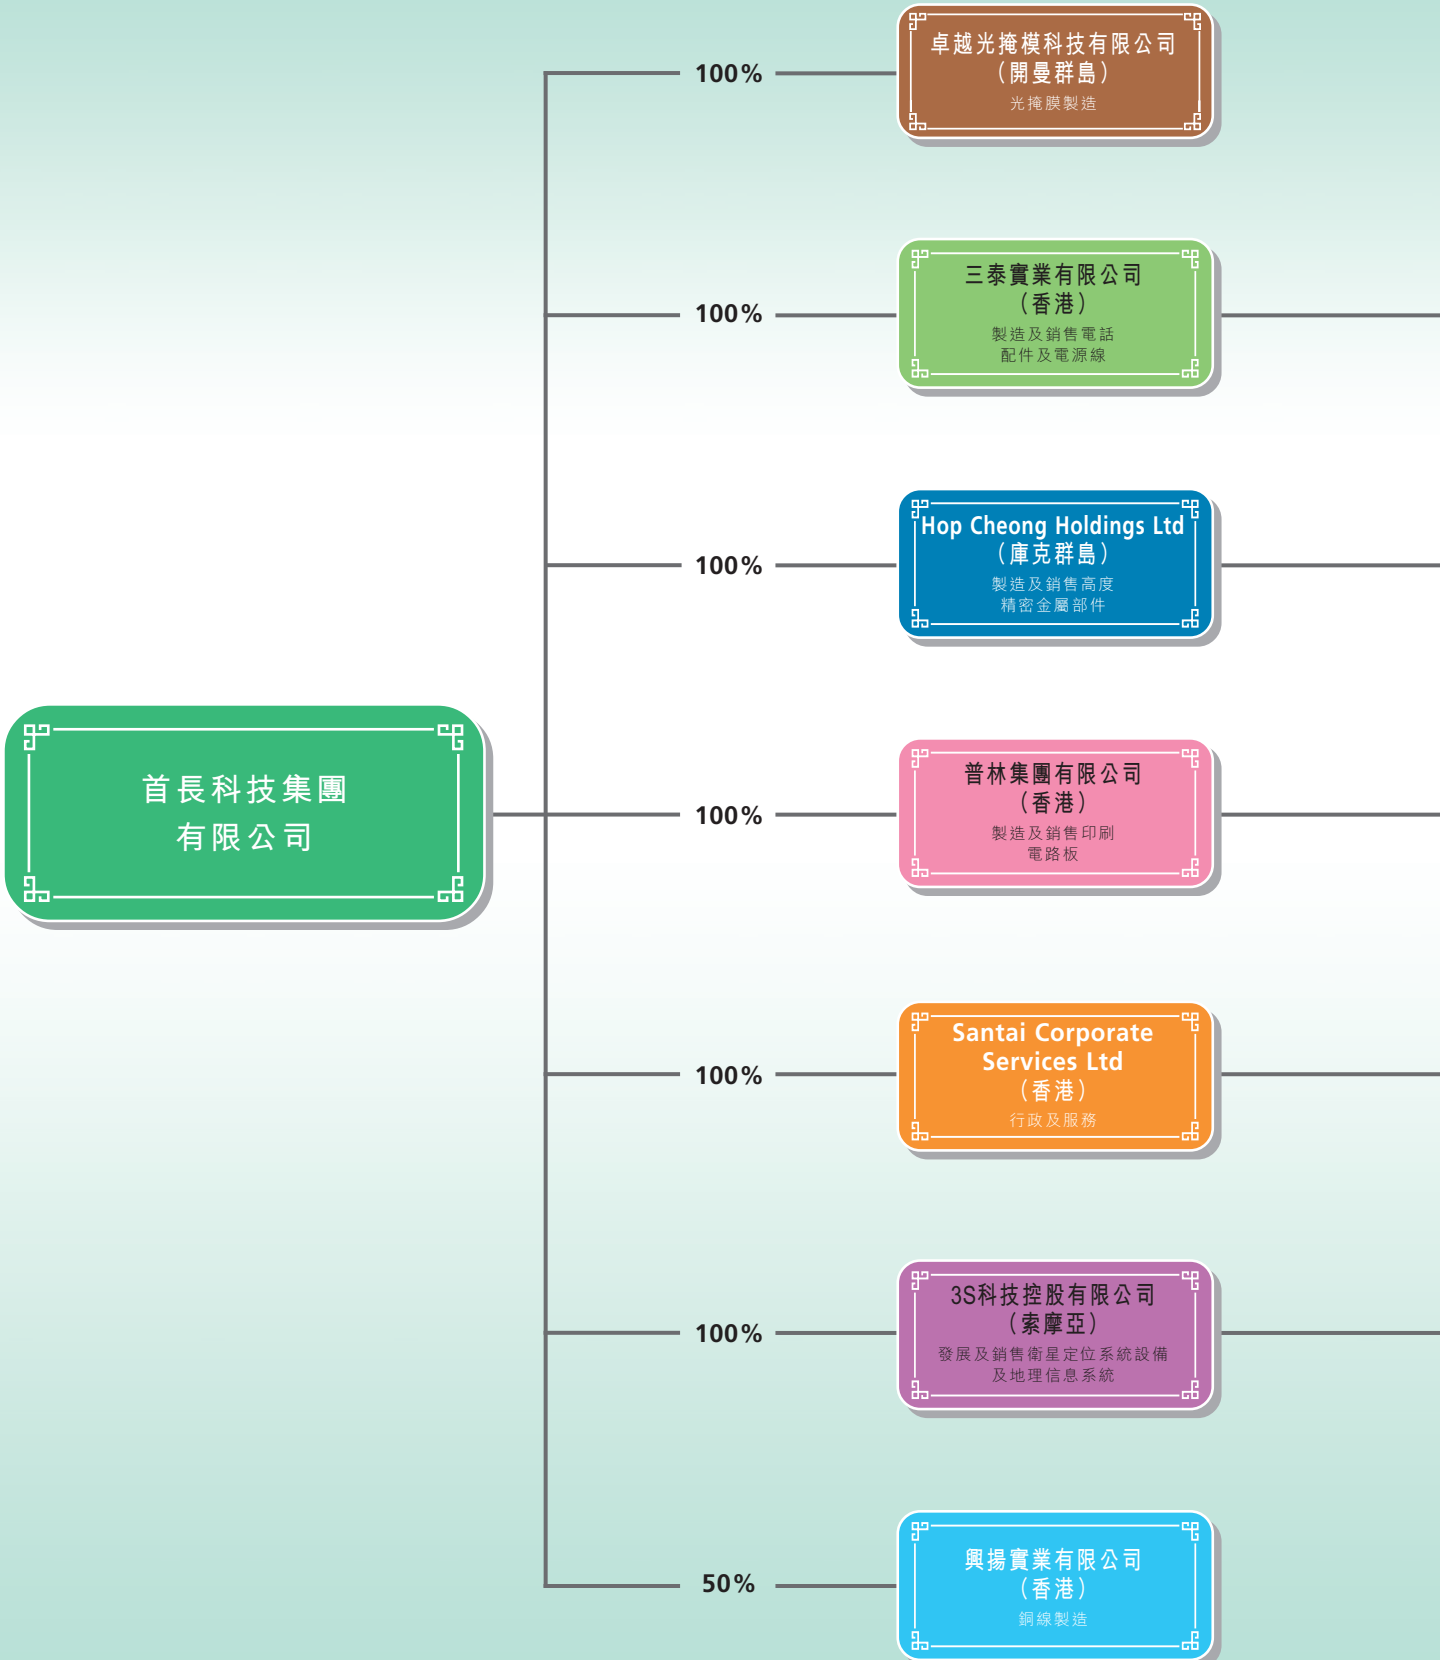 100%
卓越光掩模科技有限公司
（開曼群島）
光掩膜製造
100%
三泰實業有限公司
（香港）
製造及銷售電話
配件及電源線
100%
Hop Cheong Holdings Ltd
（庫克群島）
製造及銷售高度
精密金屬部件
首長科技集團
有限公司
100%
普林集團有限公司
（香港）
製造及銷售印刷
電路板
100%
Santai Corporate
Services Ltd
（香港）
行政及服務
100%
3S科技控股有限公司
（索摩亞）
發展及銷售衛星定位系統設備
及地理信息系統
50%
興揚實業有限公司
（香港）
銅線製造